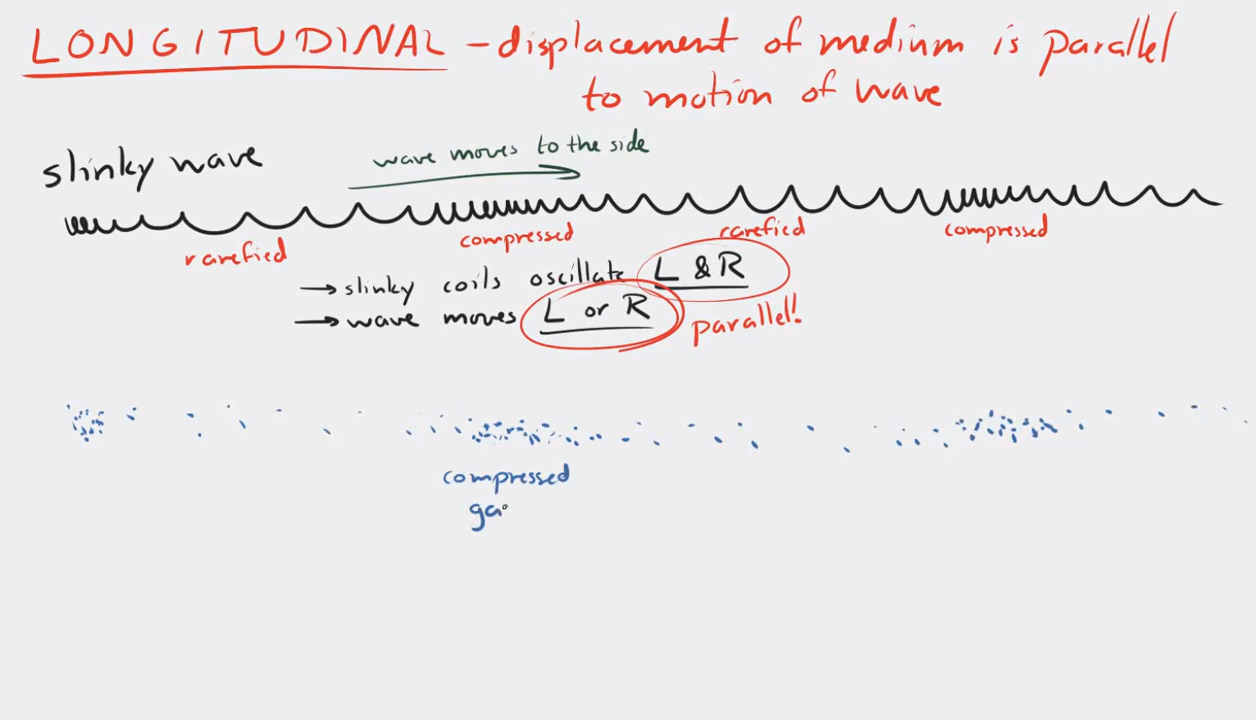 LONGITUDINAL - displacement of medium is parallel
to motion of wave
slinky wave
wave moves to the side
rarefied
compressed
rarefied
compressed
→ slinky coils oscillate L & R
→ wave moves L or R
parallel!
compressed
ga